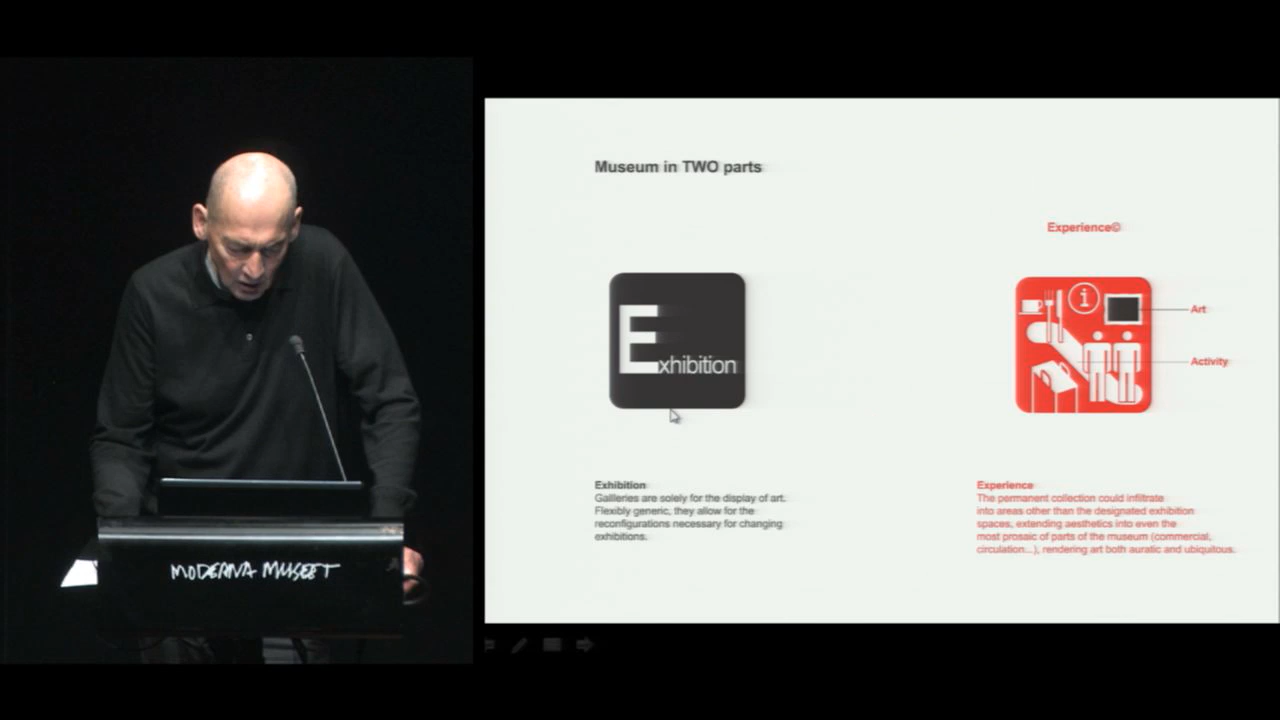 MODERNA MUSEET
Museum in TWO parts
Experience©
Exhibition
i
Art
Activity
Exhibition
Gallleries are solely for the display of art.
Flexibly generic, they allow for the
reconfigurations necessary for changing
exhibitions.
Experience
The permanent collection could infiltrate
into areas other than the designated exhibition
spaces, extending aesthetics into even the
most prosaic of parts of the museum (commercial,
circulation...), rendering art both auratic and ubiquitous.